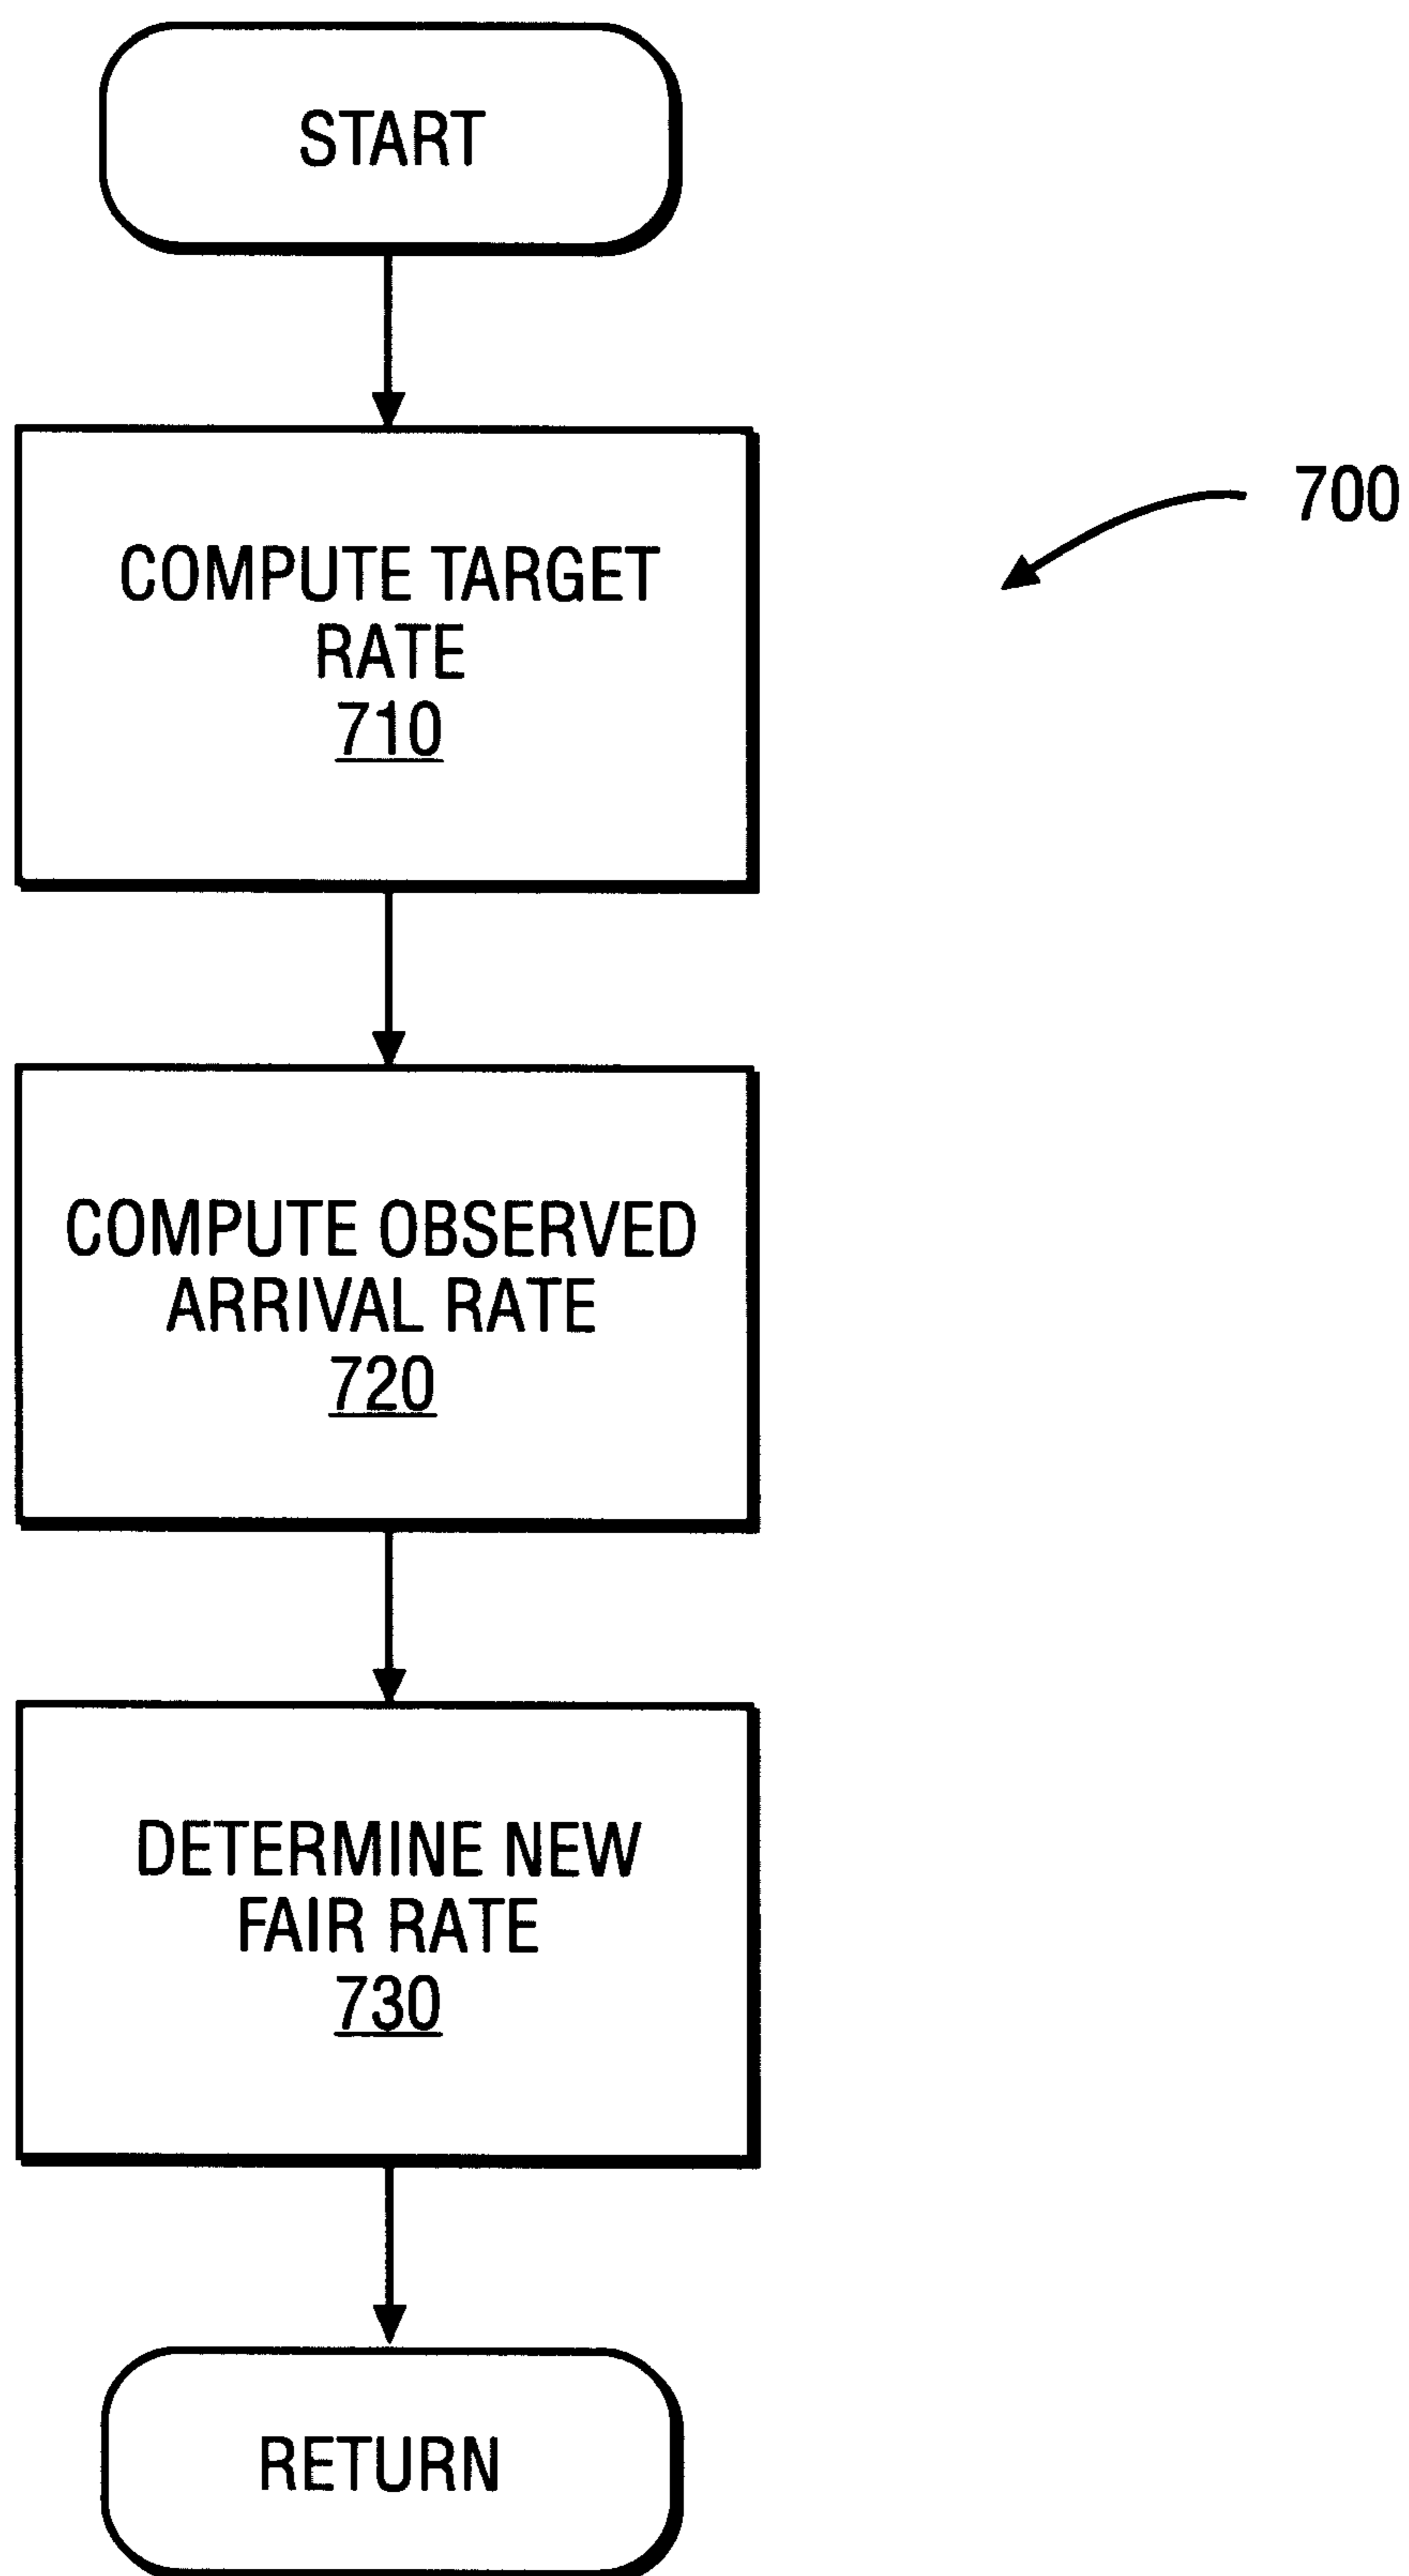 START
COMPUTE TARGET
RATE
710
700
COMPUTE OBSERVED
ARRIVAL RATE
720
DETERMINE NEW
FAIR RATE
730
RETURN